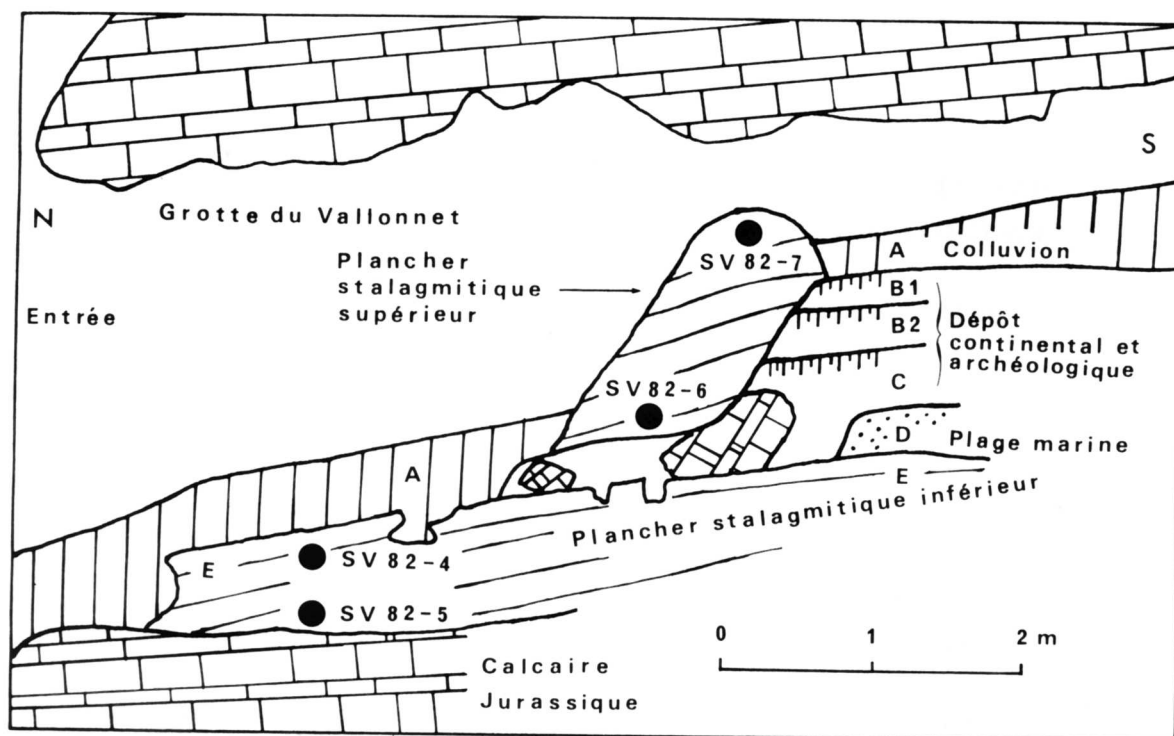 S
N
Grotte du Vallonnet
Plancher
stalagmitique
supérieur
Entrée
SV 82-7
A Colluvion
B1
B2
C
Dépôt
continental et
archéologique
SV 82-6
D Plage marine
E
Plancher stalagmitique inférieur
A
E
SV 82-4
SV 82-5
0 1 2 m
Calcaire
Jurassique